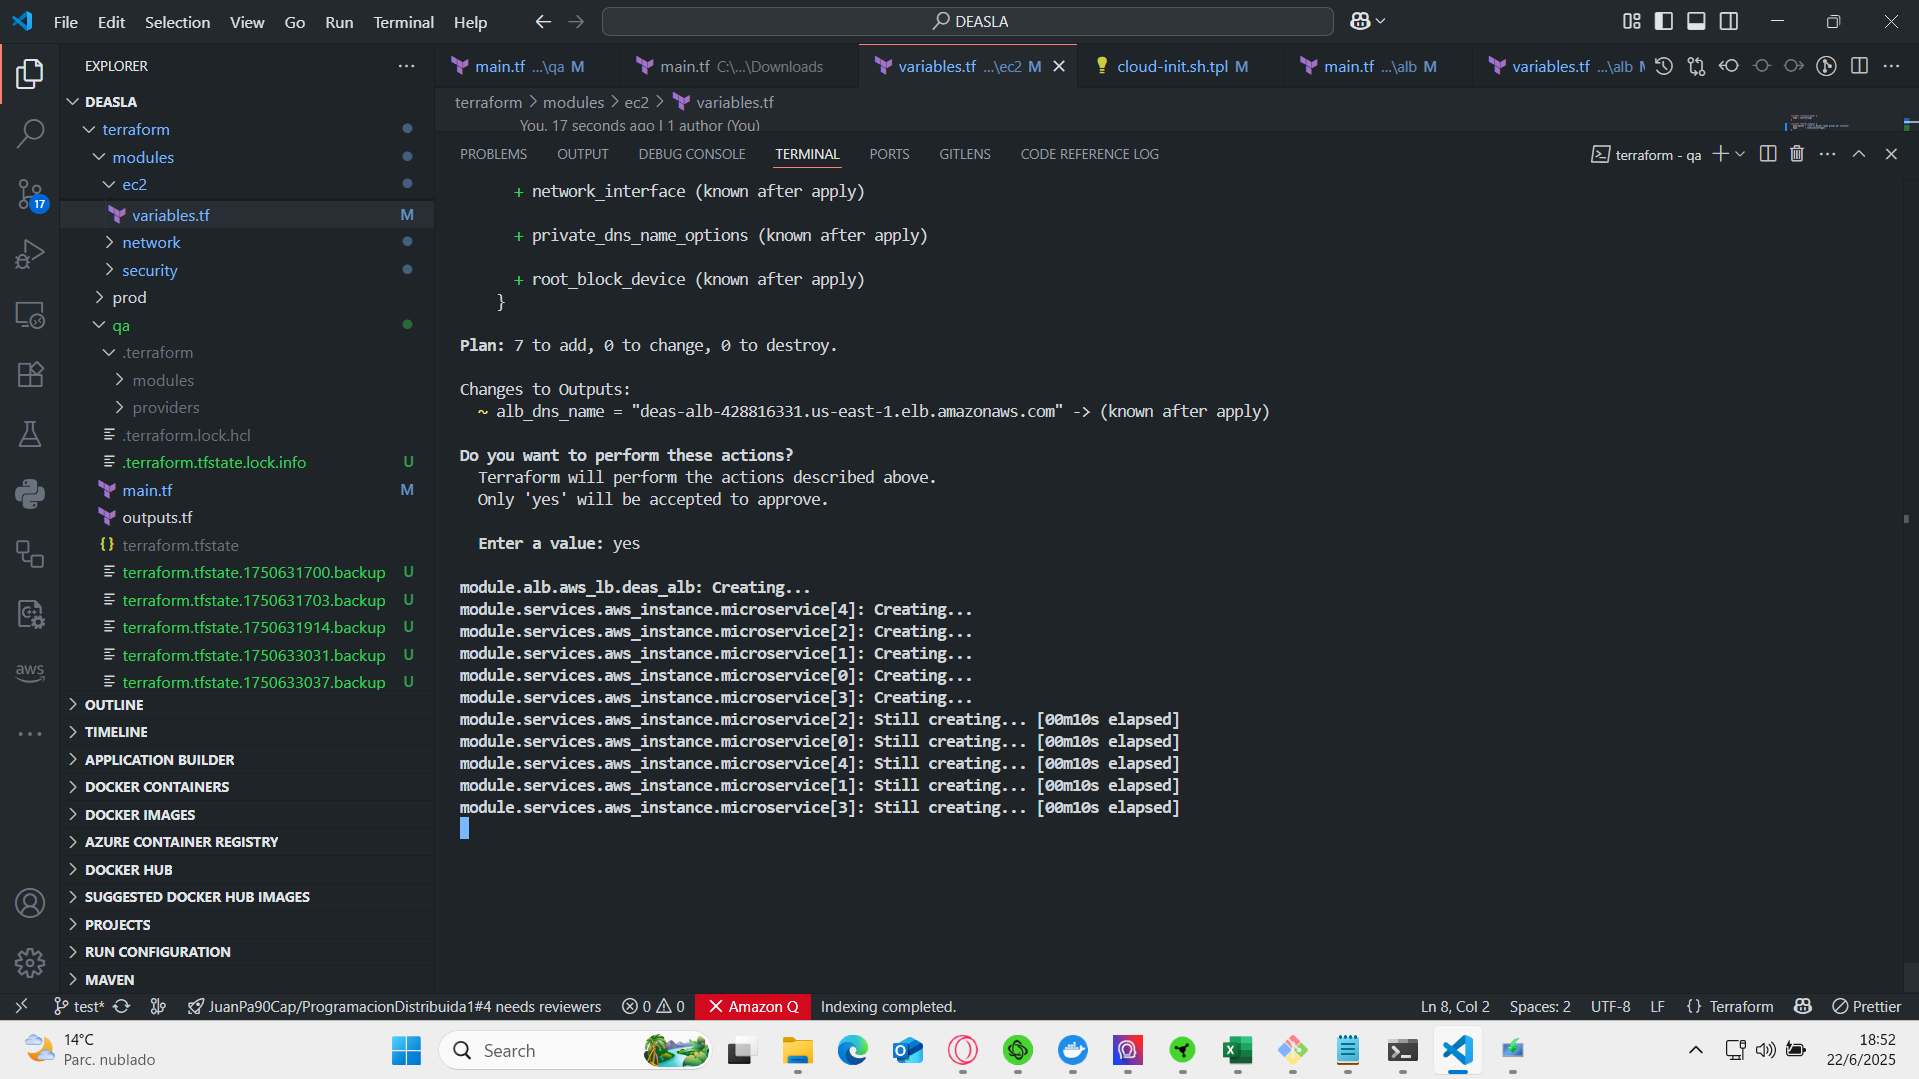 File Edit Selection View Go Run Terminal Help
DEASLA
EXPLORER
DEASLA
terraform
modules
ec2
variables.tf M
network
security
prod
qa
.terraform
modules
providers
.terraform.lock.hcl
.terraform.tfstate.lock.info U
main.tf M
outputs.tf
{} terraform.tfstate
terraform.tfstate.1750631700.backup U
terraform.tfstate.1750631703.backup U
terraform.tfstate.1750631914.backup U
terraform.tfstate.1750633031.backup U
terraform.tfstate.1750633037.backup U
OUTLINE
TIMELINE
APPLICATION BUILDER
DOCKER CONTAINERS
DOCKER IMAGES
AZURE CONTAINER REGISTRY
DOCKER HUB
SUGGESTED DOCKER HUB IMAGES
PROJECTS
RUN CONFIGURATION
MAVEN
17
aws
main.tf ...\qa M
main.tf C:\...\Downloads
variables.tf ...\ec2 M
cloud-init.sh.tpl M
main.tf ...\alb M
variables.tf ...\alb M
terraform > modules > ec2 > variables.tf
You, 17 seconds ago | 1 author (You)
PROBLEMS OUTPUT DEBUG CONSOLE TERMINAL PORTS GITLENS CODE REFERENCE LOG
terraform - qa
+ network_interface (known after apply)
+ private_dns_name_options (known after apply)
+ root_block_device (known after apply)
}
Plan: 7 to add, 0 to change, 0 to destroy.
Changes to Outputs:
~ alb_dns_name = "deas-alb-428816331.us-east-1.elb.amazonaws.com" -> (known after apply)
Do you want to perform these actions?
Terraform will perform the actions described above.
Only 'yes' will be accepted to approve.
Enter a value: yes
module.alb.aws_lb.deas_alb: Creating...
module.services.aws_instance.microservice[4]: Creating...
module.services.aws_instance.microservice[2]: Creating...
module.services.aws_instance.microservice[1]: Creating...
module.services.aws_instance.microservice[0]: Creating...
module.services.aws_instance.microservice[3]: Creating...
module.services.aws_instance.microservice[2]: Still creating... [00m10s elapsed]
module.services.aws_instance.microservice[0]: Still creating... [00m10s elapsed]
module.services.aws_instance.microservice[4]: Still creating... [00m10s elapsed]
module.services.aws_instance.microservice[1]: Still creating... [00m10s elapsed]
module.services.aws_instance.microservice[3]: Still creating... [00m10s elapsed]
test* JuanPa90Cap/ProgramacionDistribuida1#4 needs reviewers 0 0 Amazon Q Indexing completed. Ln 8, Col 2 Spaces: 2 UTF-8 LF {} Terraform Prettier
14°C
Parc. nublado
Search
18:52
22/6/2025